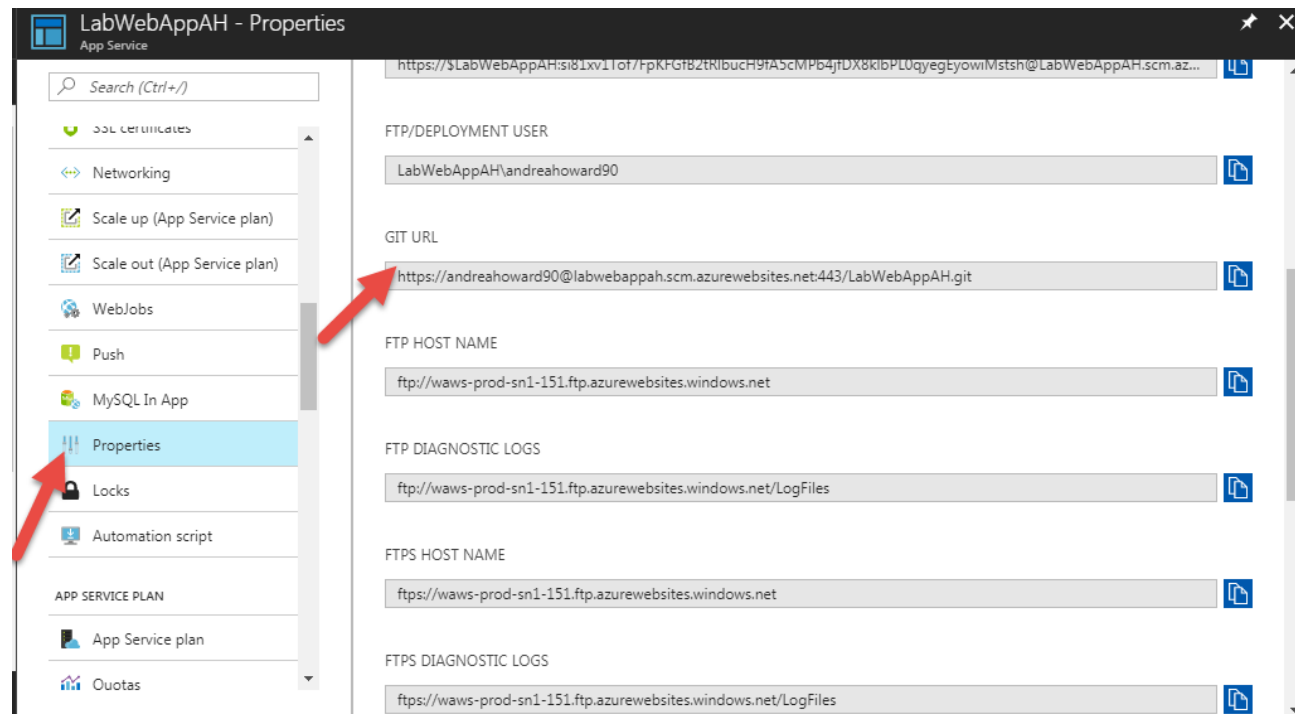 LabWebAppAH - Properties
App Service
Search (Ctrl+/)
SSL certificates
Networking
Scale up (App Service plan)
Scale out (App Service plan)
WebJobs
Push
MySQL In App
Properties
Locks
Automation script
APP SERVICE PLAN
App Service plan
Quotas
FTP/DEPLOYMENT USER
LabWebAppAH\andreahoward90
GIT URL
https://andreahoward90@labwebappah.scm.azurewebsites.net:443/LabWebAppAH.git
FTP HOST NAME
ftp://waws-prod-sn1-151.ftp.azurewebsites.windows.net
FTP DIAGNOSTIC LOGS
ftp://waws-prod-sn1-151.ftp.azurewebsites.windows.net/LogFiles
FTPS HOST NAME
ftps://waws-prod-sn1-151.ftp.azurewebsites.windows.net
FTPS DIAGNOSTIC LOGS
ftps://waws-prod-sn1-151.ftp.azurewebsites.windows.net/LogFiles